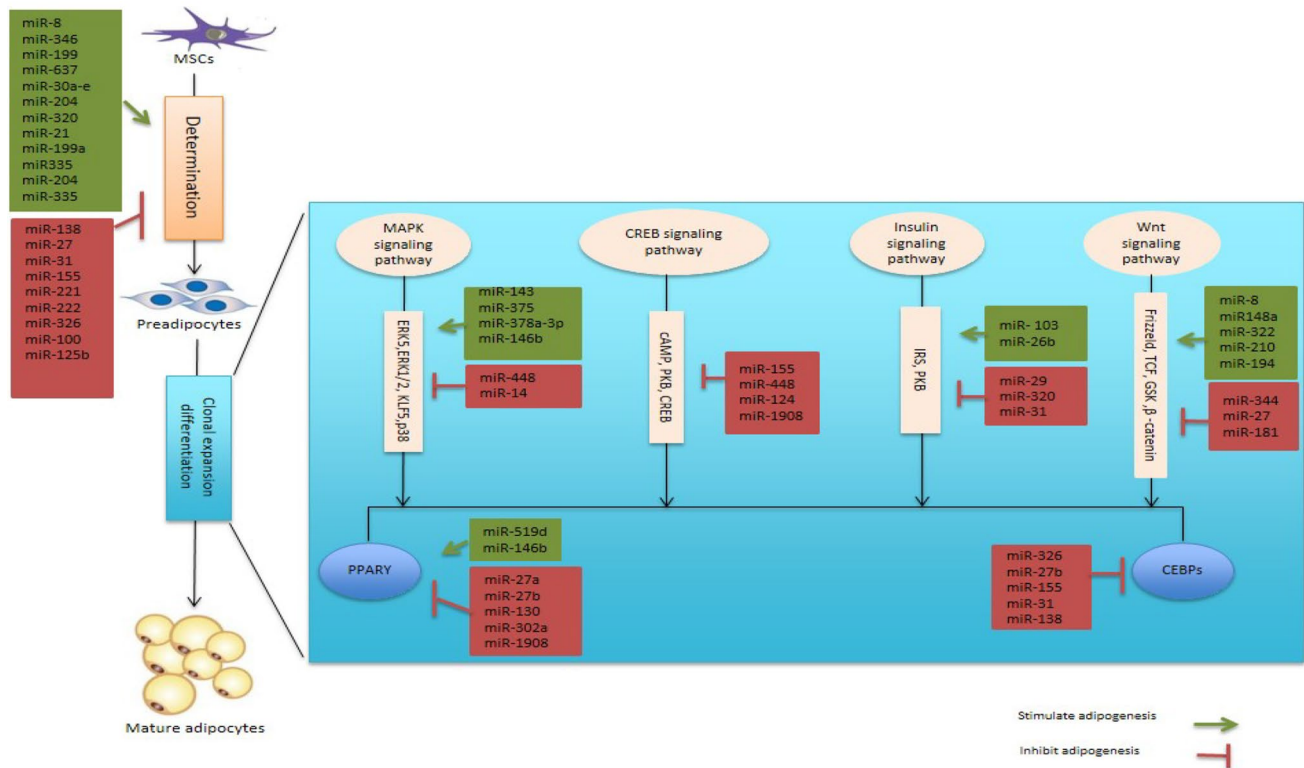 miR-8
miR-346
miR-199
miR-637
miR-30a-e
miR-204
miR-320
miR-21
miR-199a
miR335
miR-204
miR-335
miR-138
miR-27
miR-31
miR-155
miR-221
miR-222
miR-326
miR-100
miR-125b
MSCs
Determination
Preadipocytes
Clonal expansion
differentiation
Mature adipocytes
MAPK
signaling
pathway
ERK5,ERK1/2, KLF5,p38
miR-143
miR-375
miR-378a-3p
miR-146b
miR-448
miR-14
CREB signaling
pathway
cAMP, PKB, CREB
miR-155
miR-448
miR-124
miR-1908
Insulin
signaling
pathway
IRS, PKB
miR- 103
miR-26b
miR-29
miR-320
miR-31
Wnt
signaling
pathway
Frizzeld, TCF, GSK ,β -catenin
miR-8
miR148a
miR-322
miR-210
miR-194
miR-344
miR-27
miR-181
PPARY
miR-519d
miR-146b
miR-27a
miR-27b
miR-130
miR-302a
miR-1908
miR-326
miR-27b
miR-155
miR-31
miR-138
CEBPs
Stimulate adipogenesis
Inhibit adipogenesis